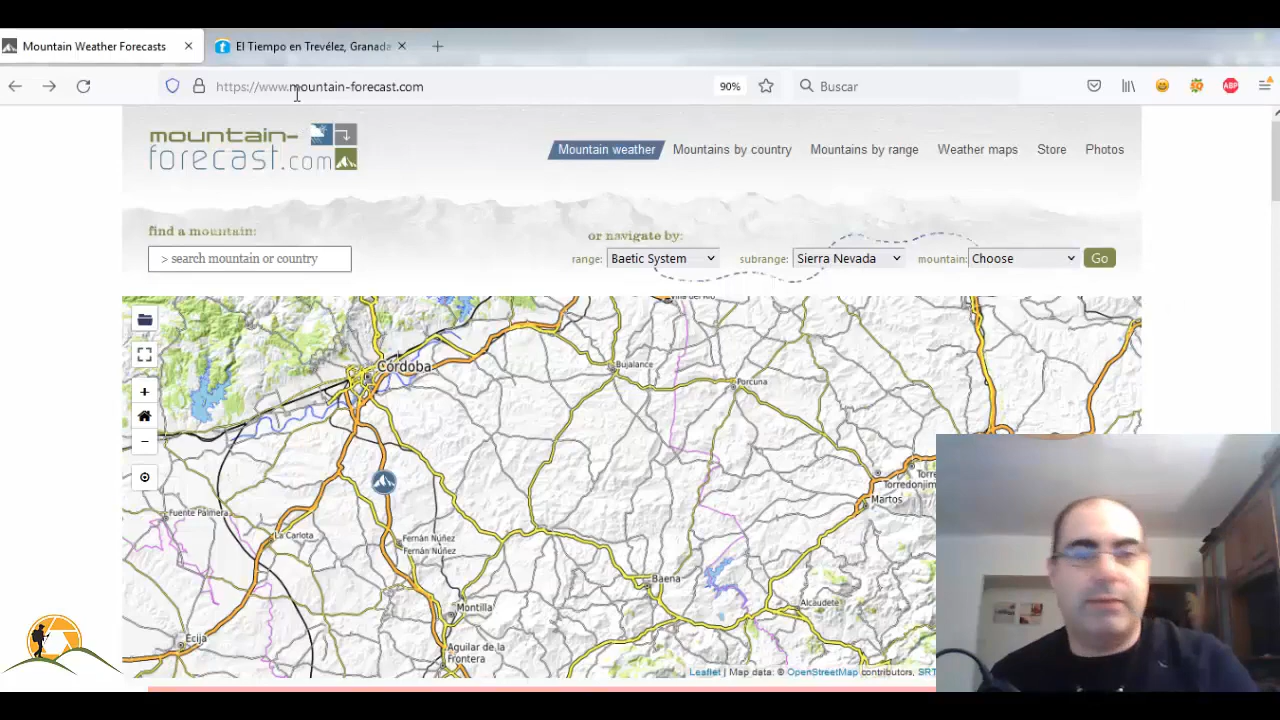 Mountain Weather Forecasts
El Tiempo en Trevélez, Granada
https://www.mountain-forecast.com
90%
Buscar
ABP
mountain-
forecast.com
Mountain weather
Mountains by country
Mountains by range
Weather maps
Store
Photos
find a mountain:
> search mountain or country
or navigate by:
range: Baetic System
subrange: Sierra Nevada
mountain: Choose
Go
Córdoba
Bujalance
Porcuna
Martos
Fuente Palmera
La Carlota
Fernán Núñez
Fernán Núñez
Baena
Montilla
Alcaudete
Ecija
Aguilar de la
Frontera
Leaflet | Map data: © OpenStreetMap contributors, SRT